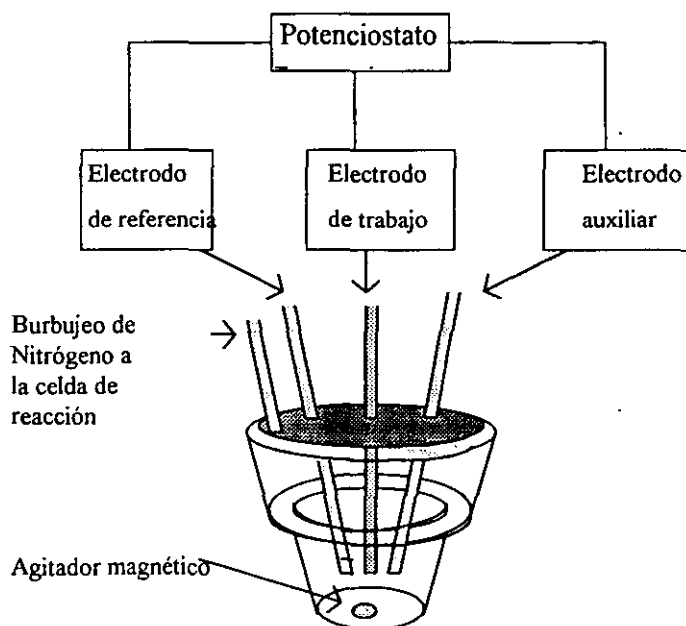 Potenciostato
Electrodo
de referencia
Electrodo
de trabajo
Electrodo
auxiliar
Burbujeo de
Nitrógeno a
la celda de
reacción
Agitador magnético